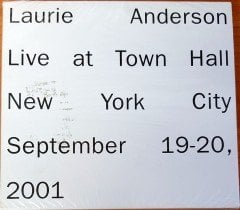 Laurie Anderson
Live at Town Hall
New York City
September 19-20,
2001